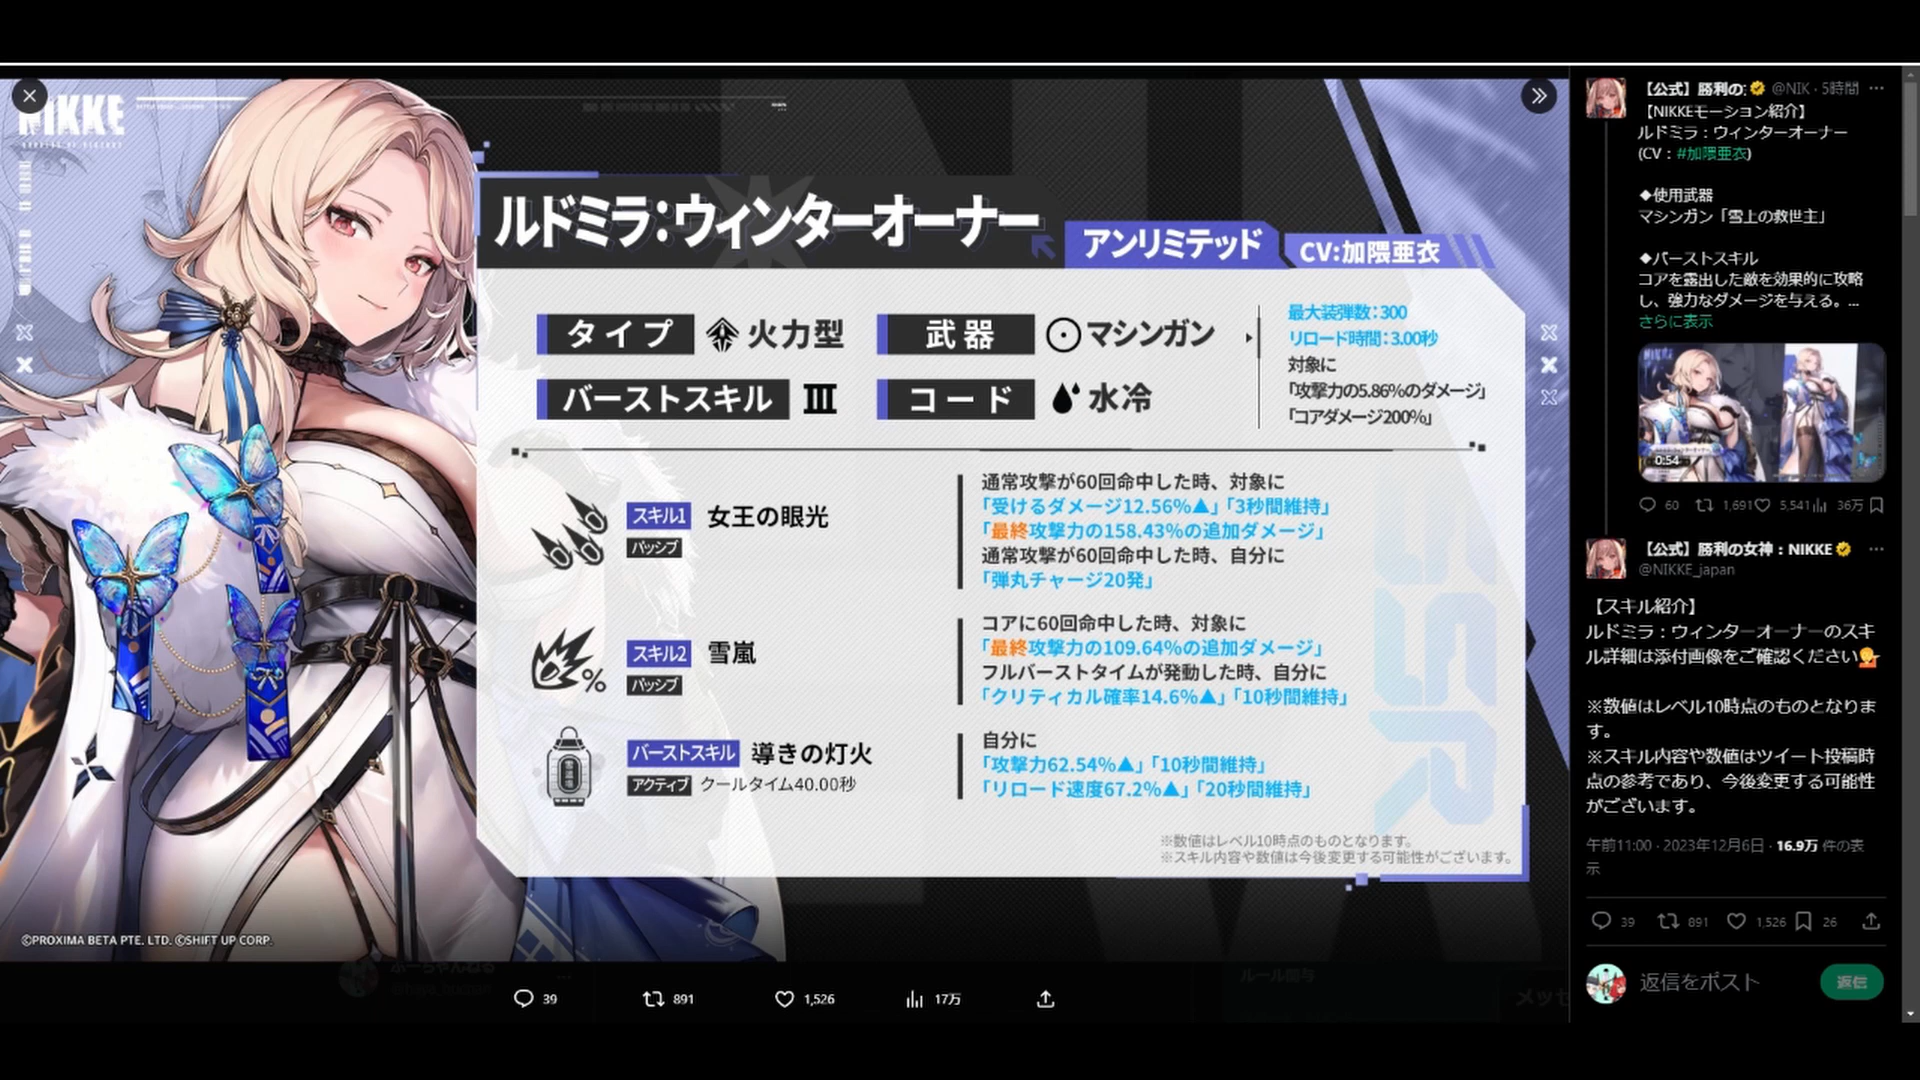 NIKKE
ルドミラ:ウィンターオーナー
アンリミテッド
CV:加隈亜衣
タイプ 火力型
武器 マシンガン
バーストスキル III
コード 水冷
最大装弾数:300
リロード時間:3.00秒
対象に
「攻撃力の5.86%のダメージ」
「コアダメージ200%」
スキル1 女王の眼光
パッシブ
通常攻撃が60回命中した時、対象に
「受けるダメージ12.56%▲」「3秒間維持」
「最終攻撃力の158.43%の追加ダメージ」
通常攻撃が60回命中した時、自分に
「弾丸チャージ20発」
スキル2 雪嵐
パッシブ
コアに60回命中した時、対象に
「最終攻撃力の109.64%の追加ダメージ」
フルバーストタイムが発動した時、自分に
「クリティカル確率14.6%▲」「10秒間維持」
バーストスキル 導きの灯火
アクティブ クールタイム40.00秒
自分に
「攻撃力62.54%▲」「10秒間維持」
「リロード速度67.2%▲」「20秒間維持」
SSR
※数値はレベル10時点のものとなります。
※スキル内容や数値は今後変更する可能性がございます。
©PROXIMA BETA PTE. LTD. ©SHIFT UP CORP.
39 891 1,526 17万
【公式】勝利の: @NIK · 5時間 ···
【NIKKEモーション紹介】
ルドミラ：ウィンターオーナー
(CV：#加隈亜衣)
◆使用武器
マシンガン「雪上の救世主」
◆バーストスキル
コアを露出した敵を効果的に攻略
し、強力なダメージを与える。...
さらに表示
0:54
60 1,691 5,541 36万
【公式】勝利の女神：NIKKE ···
@NIKKE_japan
【スキル紹介】
ルドミラ：ウィンターオーナーのスキ
ル詳細は添付画像をご確認ください
※数値はレベル10時点のものとなりま
す。
※スキル内容や数値はツイート投稿時
点の参考であり、今後変更する可能性
がございます。
午前11:00 · 2023年12月6日 · 16.9万 件の表
示
39 891 1,526 26
返信をポスト
返信